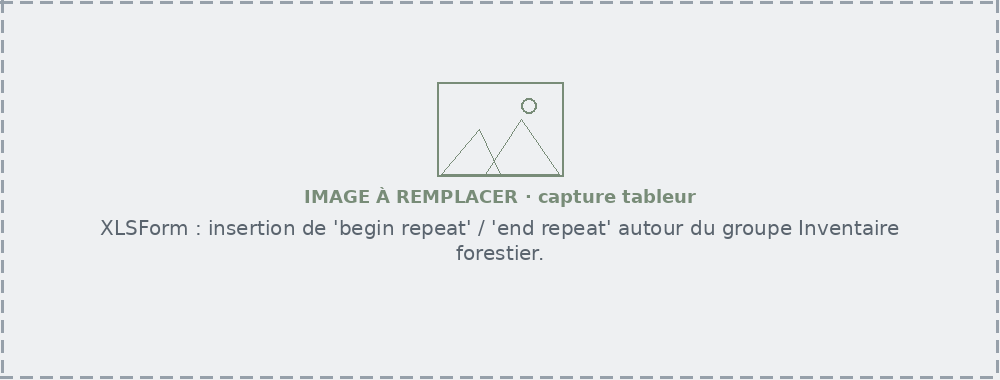 IMAGE À REMPLACER · capture tableur
XLSForm : insertion de 'begin repeat' / 'end repeat' autour du groupe Inventaire
forestier.